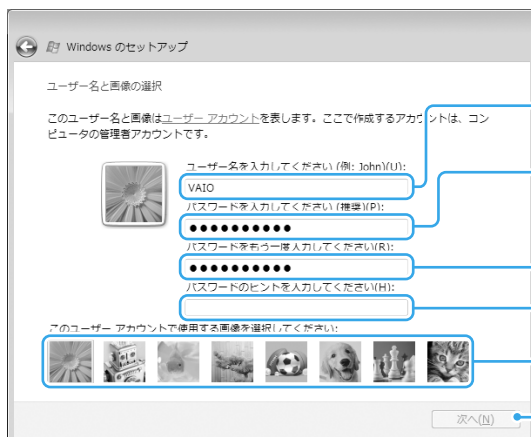 Windows のセットアップ
ユーザー名と画像の選択
このユーザー名と画像はユーザー アカウントを表します。ここで作成するアカウントは、コン
ピュータの管理者アカウントです。
ユーザー名を入力してください (例: John)(U):
VAIO
パスワードを入力してください (推奨)(P):
●●●●●●●●●●
パスワードをもう一度入力してください(R):
●●●●●●●●●●
パスワードのヒントを入力してください(H):
このユーザー アカウントで使用する画像を選択してください:
次へ(N)